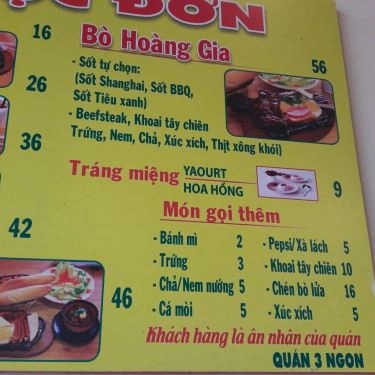 ĐƠN
16
Bò Hoàng Gia
- Sốt tự chọn:
56
(Sốt Shanghai, Sốt BBQ,
Sốt Tiêu xanh)
26
- Beefsteak, Khoai tây chiên
Trứng, Nem, Chả, Xúc xích, Thịt xông khói)
36
Tráng miệng YAOURT
HOA HỒNG
9
Món gọi thêm
42
- Bánh mì 2
- Pepsi/Xà lách 5
- Trứng 3
- Khoai tây chiên 10
- Chả/Nem nướng 5
- Chén bò lửa 16
46
- Cá mòi 5
- Xúc xích 5
Khách hàng là ân nhân của quán
QUÁN 3 NGON